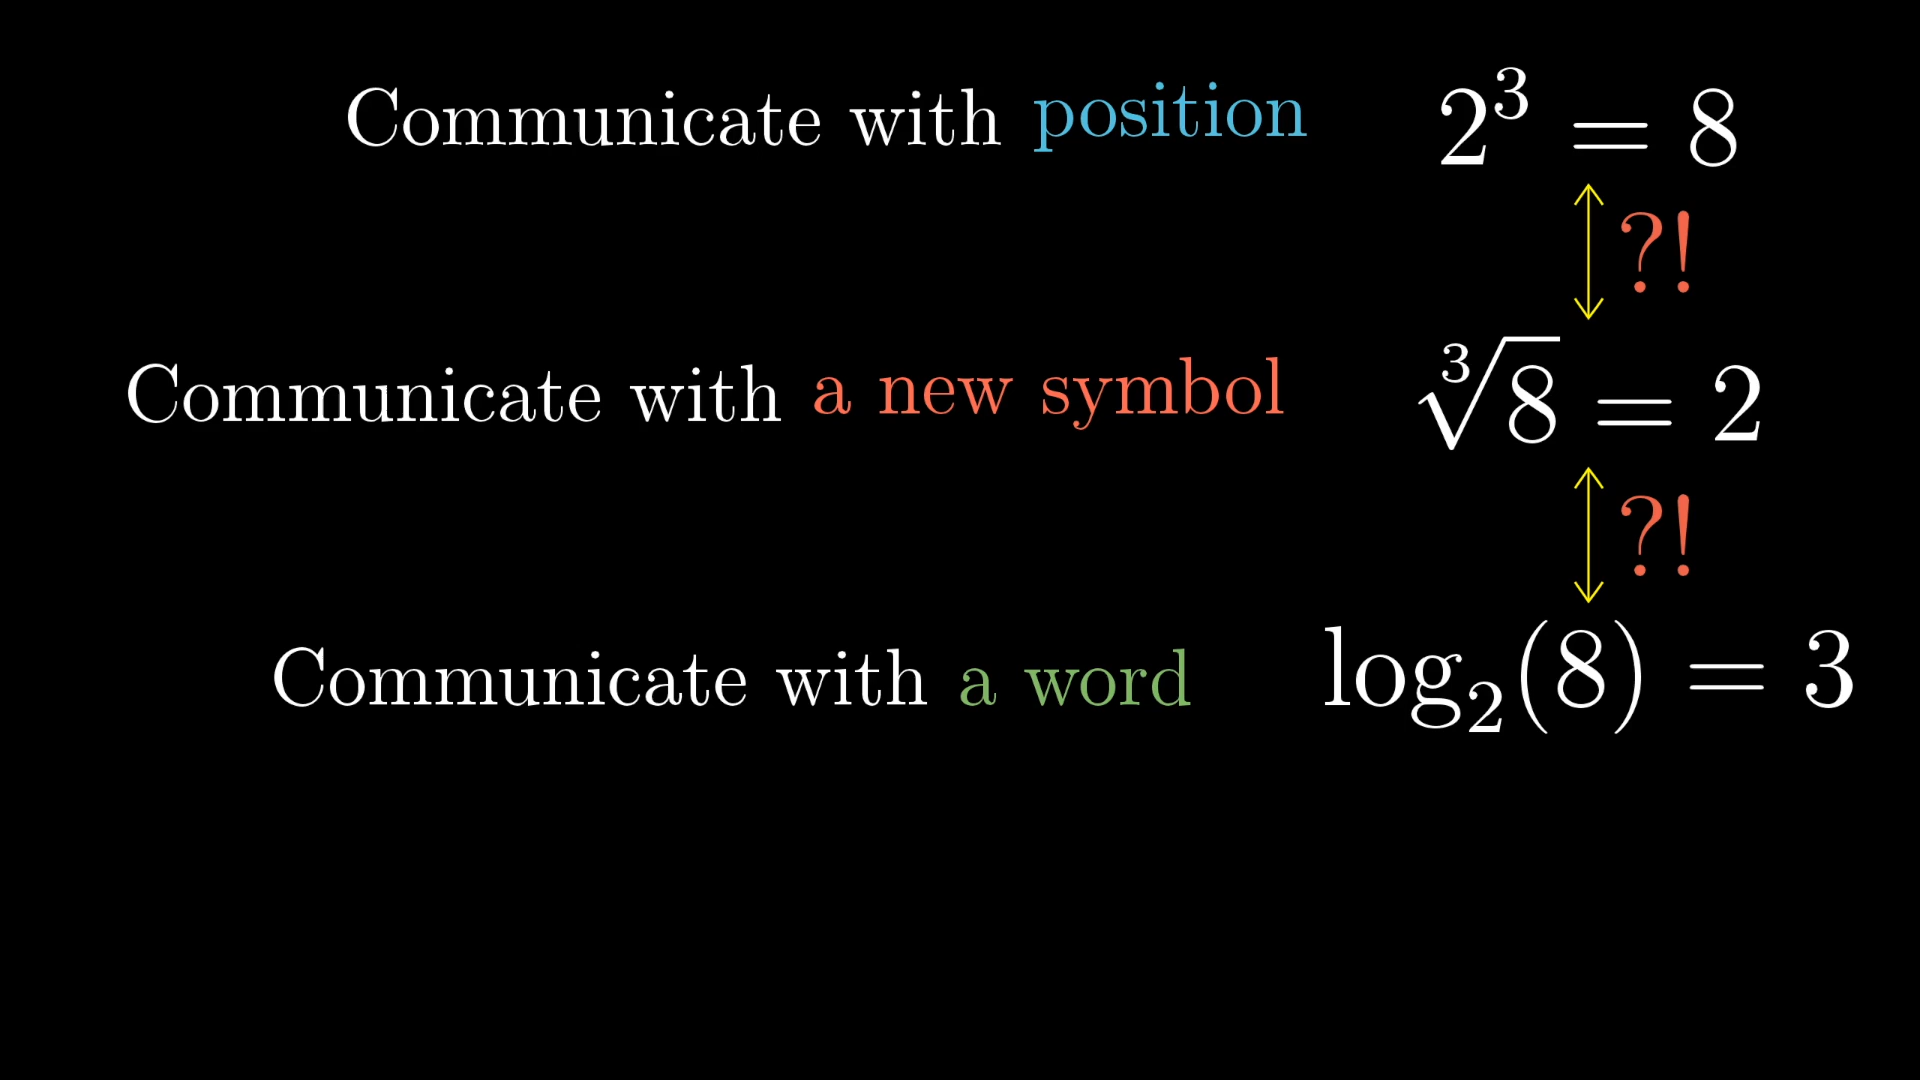 Communicate with position 2³ = 8
?!
Communicate with a new symbol ∛8 = 2
?!
Communicate with a word log₂(8) = 3